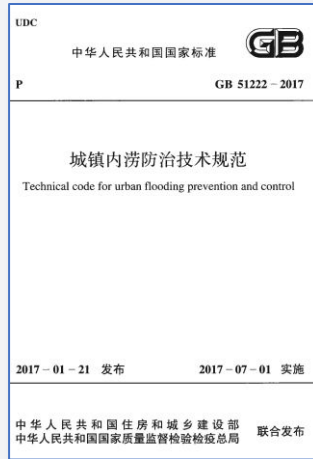 UDC
中华人民共和国国家标准
GB
P
GB 51222－2017
城镇内涝防治技术规范
Technical code for urban flooding prevention and control
2017－01－21 发布
2017－07－01 实施
中华人民共和国住房和城乡建设部
中华人民共和国国家质量监督检验检疫总局
联合发布